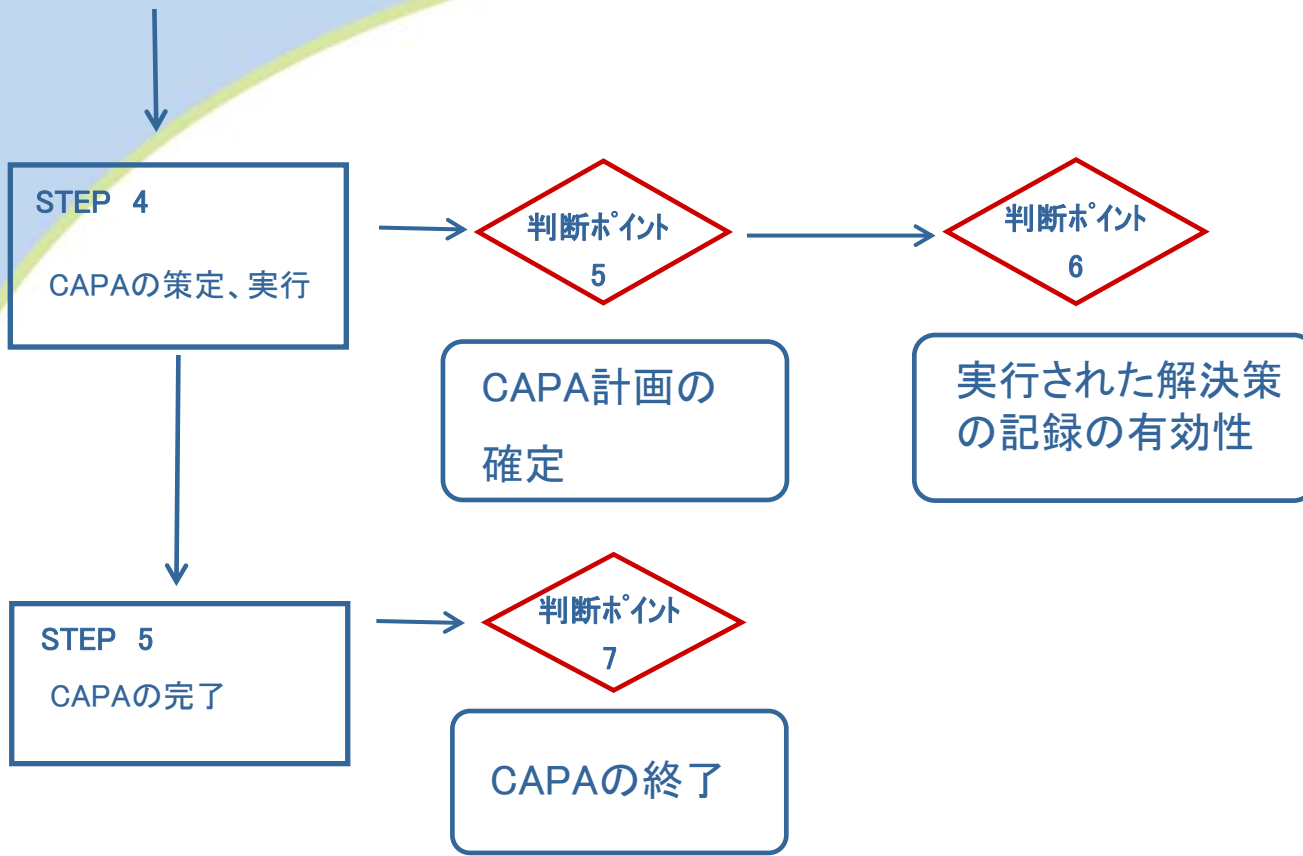 STEP 4
CAPAの策定、実行
判断ﾎﾟｲﾝﾄ
5
判断ﾎﾟｲﾝﾄ
6
CAPA計画の
確定
実行された解決策
の記録の有効性
STEP 5
CAPAの完了
判断ﾎﾟｲﾝﾄ
7
CAPAの終了